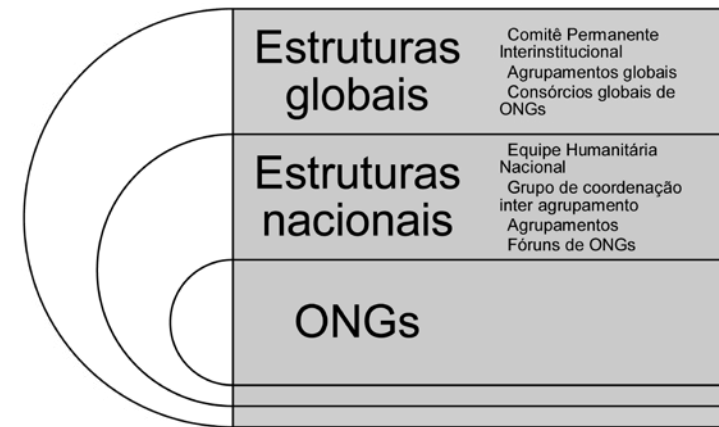 Estruturas
globais
Comitê Permanente
Interinstitucional
Agrupamentos globais
Consórcios globais de
ONGs
Estruturas
nacionais
Equipe Humanitária
Nacional
Grupo de coordenação
inter agrupamento
Agrupamentos
Fóruns de ONGs
ONGs